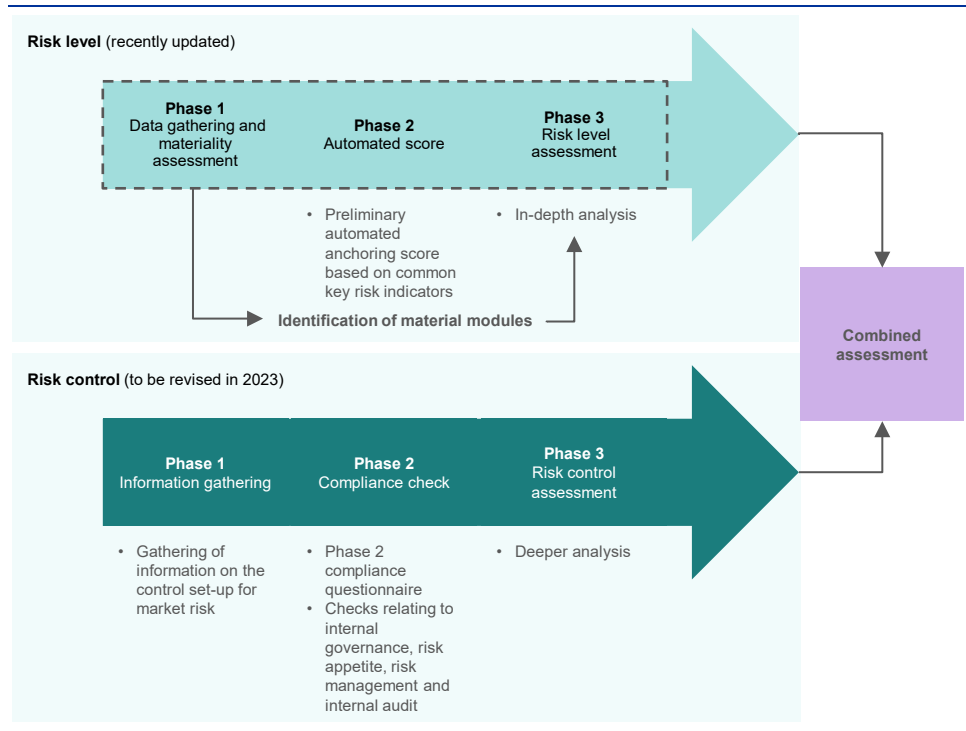 Risk level (recently updated)
Phase 1
Data gathering and
materiality
assessment
Phase 2
Automated score
Phase 3
Risk level
assessment
• Preliminary
automated
anchoring score
based on common
key risk indicators
• In-depth analysis
Identification of material modules
Combined
assessment
Risk control (to be revised in 2023)
Phase 1
Information gathering
Phase 2
Compliance check
Phase 3
Risk control
assessment
• Gathering of
information on the
control set-up for
market risk
• Phase 2
compliance
questionnaire
• Checks relating to
internal
governance, risk
appetite, risk
management and
internal audit
• Deeper analysis